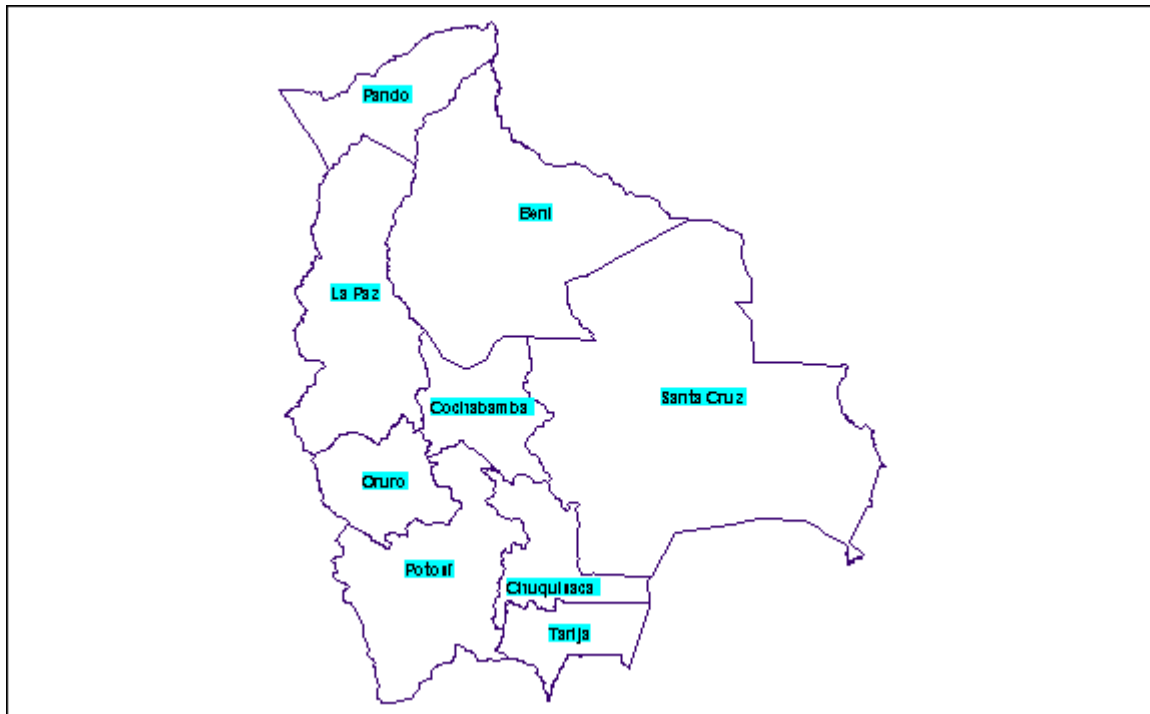 Pando
Beni
La Paz
Santa Cruz
Cochabamba
Oruro
Potosí
Chuquisaca
Tarija